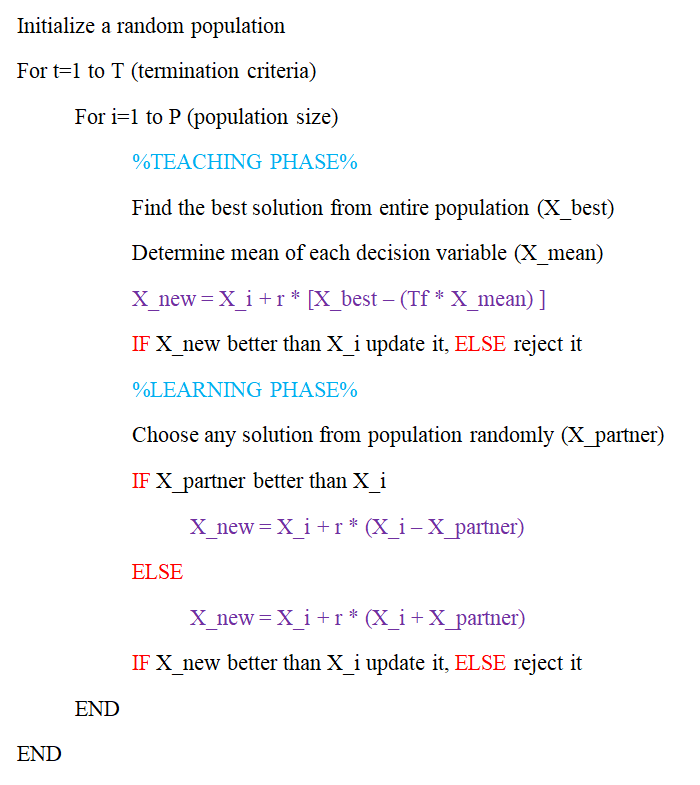 Initialize a random population
For t=1 to T (termination criteria)
For i=1 to P (population size)
%TEACHING PHASE%
Find the best solution from entire population (X_best)
Determine mean of each decision variable (X_mean)
X_new = X_i + r * [X_best – (Tf * X_mean) ]
IF X_new better than X_i update it, ELSE reject it
%LEARNING PHASE%
Choose any solution from population randomly (X_partner)
IF X_partner better than X_i
X_new = X_i + r * (X_i – X_partner)
ELSE
X_new = X_i + r * (X_i + X_partner)
IF X_new better than X_i update it, ELSE reject it
END
END